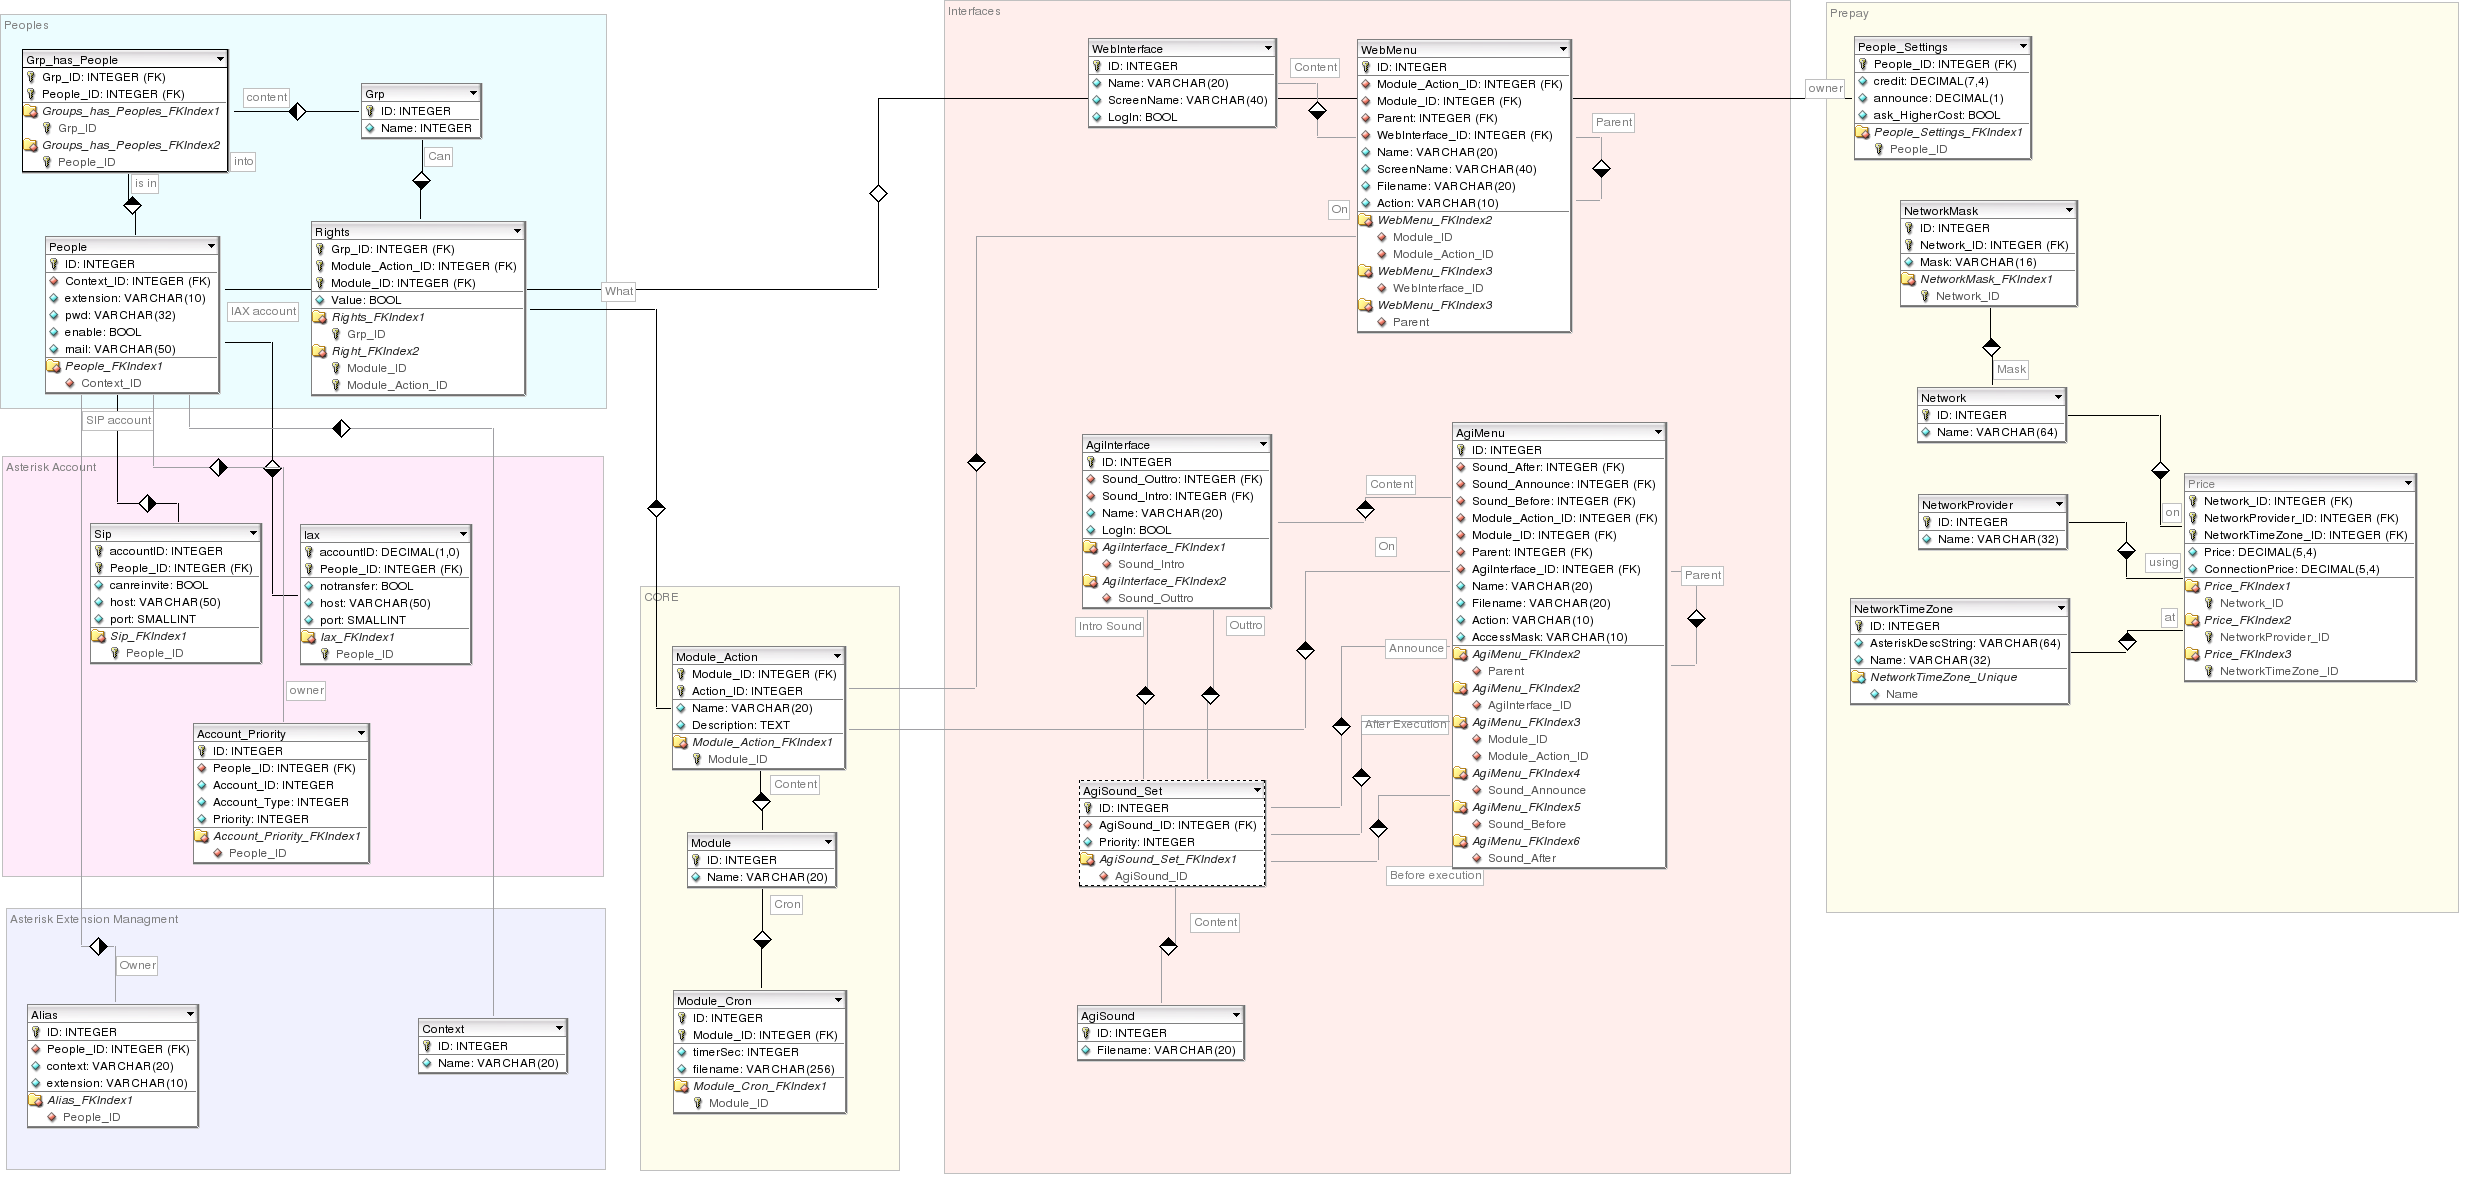 Peoples
Grp_has_People
Grp_ID: INTEGER (FK)
People_ID: INTEGER (FK)
Groups_has_Peoples_FKIndex1
Grp_ID
Groups_has_Peoples_FKIndex2
People_ID
content
Grp
ID: INTEGER
Name: INTEGER
into
is in
Can
People
ID: INTEGER
Context_ID: INTEGER (FK)
extension: VARCHAR(10)
pwd: VARCHAR(32)
enable: BOOL
mail: VARCHAR(50)
People_FKIndex1
Context_ID
IAX account
Rights
Grp_ID: INTEGER (FK)
Module_Action_ID: INTEGER (FK)
Module_ID: INTEGER (FK)
Value: BOOL
Rights_FKIndex1
Grp_ID
Right_FKIndex2
Module_ID
Module_Action_ID
What
SIP account
Asterisk Account
Sip
accountID: INTEGER
People_ID: INTEGER (FK)
canreinvite: BOOL
host: VARCHAR(50)
port: SMALLINT
Sip_FKIndex1
People_ID
Iax
accountID: DECIMAL(1,0)
People_ID: INTEGER (FK)
notransfer: BOOL
host: VARCHAR(50)
port: SMALLINT
Iax_FKIndex1
People_ID
owner
Account_Priority
ID: INTEGER
People_ID: INTEGER (FK)
Account_ID: INTEGER
Account_Type: INTEGER
Priority: INTEGER
Account_Priority_FKIndex1
People_ID
Asterisk Extension Managment
Owner
Alias
ID: INTEGER
People_ID: INTEGER (FK)
context: VARCHAR(20)
extension: VARCHAR(10)
Alias_FKIndex1
People_ID
Context
ID: INTEGER
Name: VARCHAR(20)
CORE
Module_Action
Module_ID: INTEGER (FK)
Action_ID: INTEGER
Name: VARCHAR(20)
Description: TEXT
Module_Action_FKIndex1
Module_ID
Content
Module
ID: INTEGER
Name: VARCHAR(20)
Cron
Module_Cron
ID: INTEGER
Module_ID: INTEGER (FK)
timerSec: INTEGER
filename: VARCHAR(256)
Module_Cron_FKIndex1
Module_ID
Interfaces
WebInterface
ID: INTEGER
Name: VARCHAR(20)
ScreenName: VARCHAR(40)
LogIn: BOOL
Content
WebMenu
ID: INTEGER
Module_Action_ID: INTEGER (FK)
Module_ID: INTEGER (FK)
Parent: INTEGER (FK)
WebInterface_ID: INTEGER (FK)
Name: VARCHAR(20)
ScreenName: VARCHAR(40)
Filename: VARCHAR(20)
Action: VARCHAR(10)
WebMenu_FKIndex2
Module_ID
Module_Action_ID
WebMenu_FKIndex3
WebInterface_ID
WebMenu_FKIndex3
Parent
Parent
On
AgiInterface
ID: INTEGER
Sound_Outtro: INTEGER (FK)
Sound_Intro: INTEGER (FK)
Name: VARCHAR(20)
LogIn: BOOL
AgiInterface_FKIndex1
Sound_Intro
AgiInterface_FKIndex2
Sound_Outtro
Content
On
AgiMenu
ID: INTEGER
Sound_After: INTEGER (FK)
Sound_Announce: INTEGER (FK)
Sound_Before: INTEGER (FK)
Module_Action_ID: INTEGER (FK)
Module_ID: INTEGER (FK)
Parent: INTEGER (FK)
AgiInterface_ID: INTEGER (FK)
Name: VARCHAR(20)
Filename: VARCHAR(20)
Action: VARCHAR(10)
AccessMask: VARCHAR(10)
AgiMenu_FKIndex2
Parent
AgiMenu_FKIndex2
AgiInterface_ID
AgiMenu_FKIndex3
Module_ID
Module_Action_ID
AgiMenu_FKIndex4
Sound_Announce
AgiMenu_FKIndex5
Sound_Before
AgiMenu_FKIndex6
Sound_After
Parent
Intro Sound
Outtro
Announce
After Execution
AgiSound_Set
ID: INTEGER
AgiSound_ID: INTEGER (FK)
Priority: INTEGER
AgiSound_Set_FKIndex1
AgiSound_ID
Before execution
Content
AgiSound
ID: INTEGER
Filename: VARCHAR(20)
Prepay
owner
People_Settings
People_ID: INTEGER (FK)
credit: DECIMAL(7,4)
announce: DECIMAL(1)
ask_HigherCost: BOOL
People_Settings_FKIndex1
People_ID
NetworkMask
ID: INTEGER
Network_ID: INTEGER (FK)
Mask: VARCHAR(16)
NetworkMask_FKIndex1
Network_ID
Mask
Network
ID: INTEGER
Name: VARCHAR(64)
NetworkProvider
ID: INTEGER
Name: VARCHAR(32)
on
using
at
Price
Network_ID: INTEGER (FK)
NetworkProvider_ID: INTEGER (FK)
NetworkTimeZone_ID: INTEGER (FK)
Price: DECIMAL(5,4)
ConnectionPrice: DECIMAL(5,4)
Price_FKIndex1
Network_ID
Price_FKIndex2
NetworkProvider_ID
Price_FKIndex3
NetworkTimeZone_ID
NetworkTimeZone
ID: INTEGER
AsteriskDescString: VARCHAR(64)
Name: VARCHAR(32)
NetworkTimeZone_Unique
Name